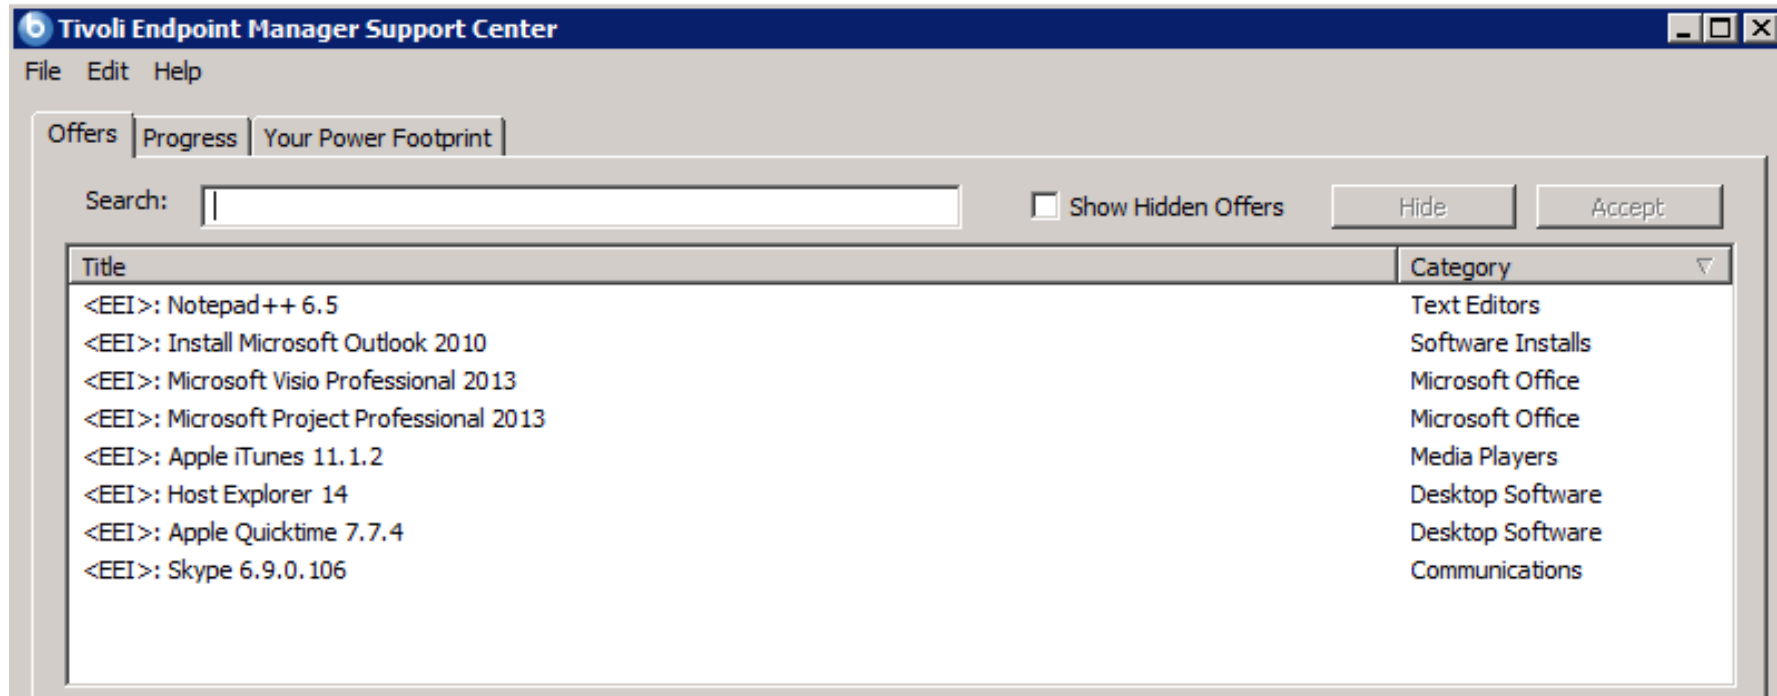 Tivoli Endpoint Manager Support Center
File Edit Help
Offers Progress Your Power Footprint
Search: Show Hidden Offers Hide Accept
Title Category
<EEI>: Notepad++ 6.5 Text Editors
<EEI>: Install Microsoft Outlook 2010 Software Installs
<EEI>: Microsoft Visio Professional 2013 Microsoft Office
<EEI>: Microsoft Project Professional 2013 Microsoft Office
<EEI>: Apple iTunes 11.1.2 Media Players
<EEI>: Host Explorer 14 Desktop Software
<EEI>: Apple Quicktime 7.7.4 Desktop Software
<EEI>: Skype 6.9.0.106 Communications